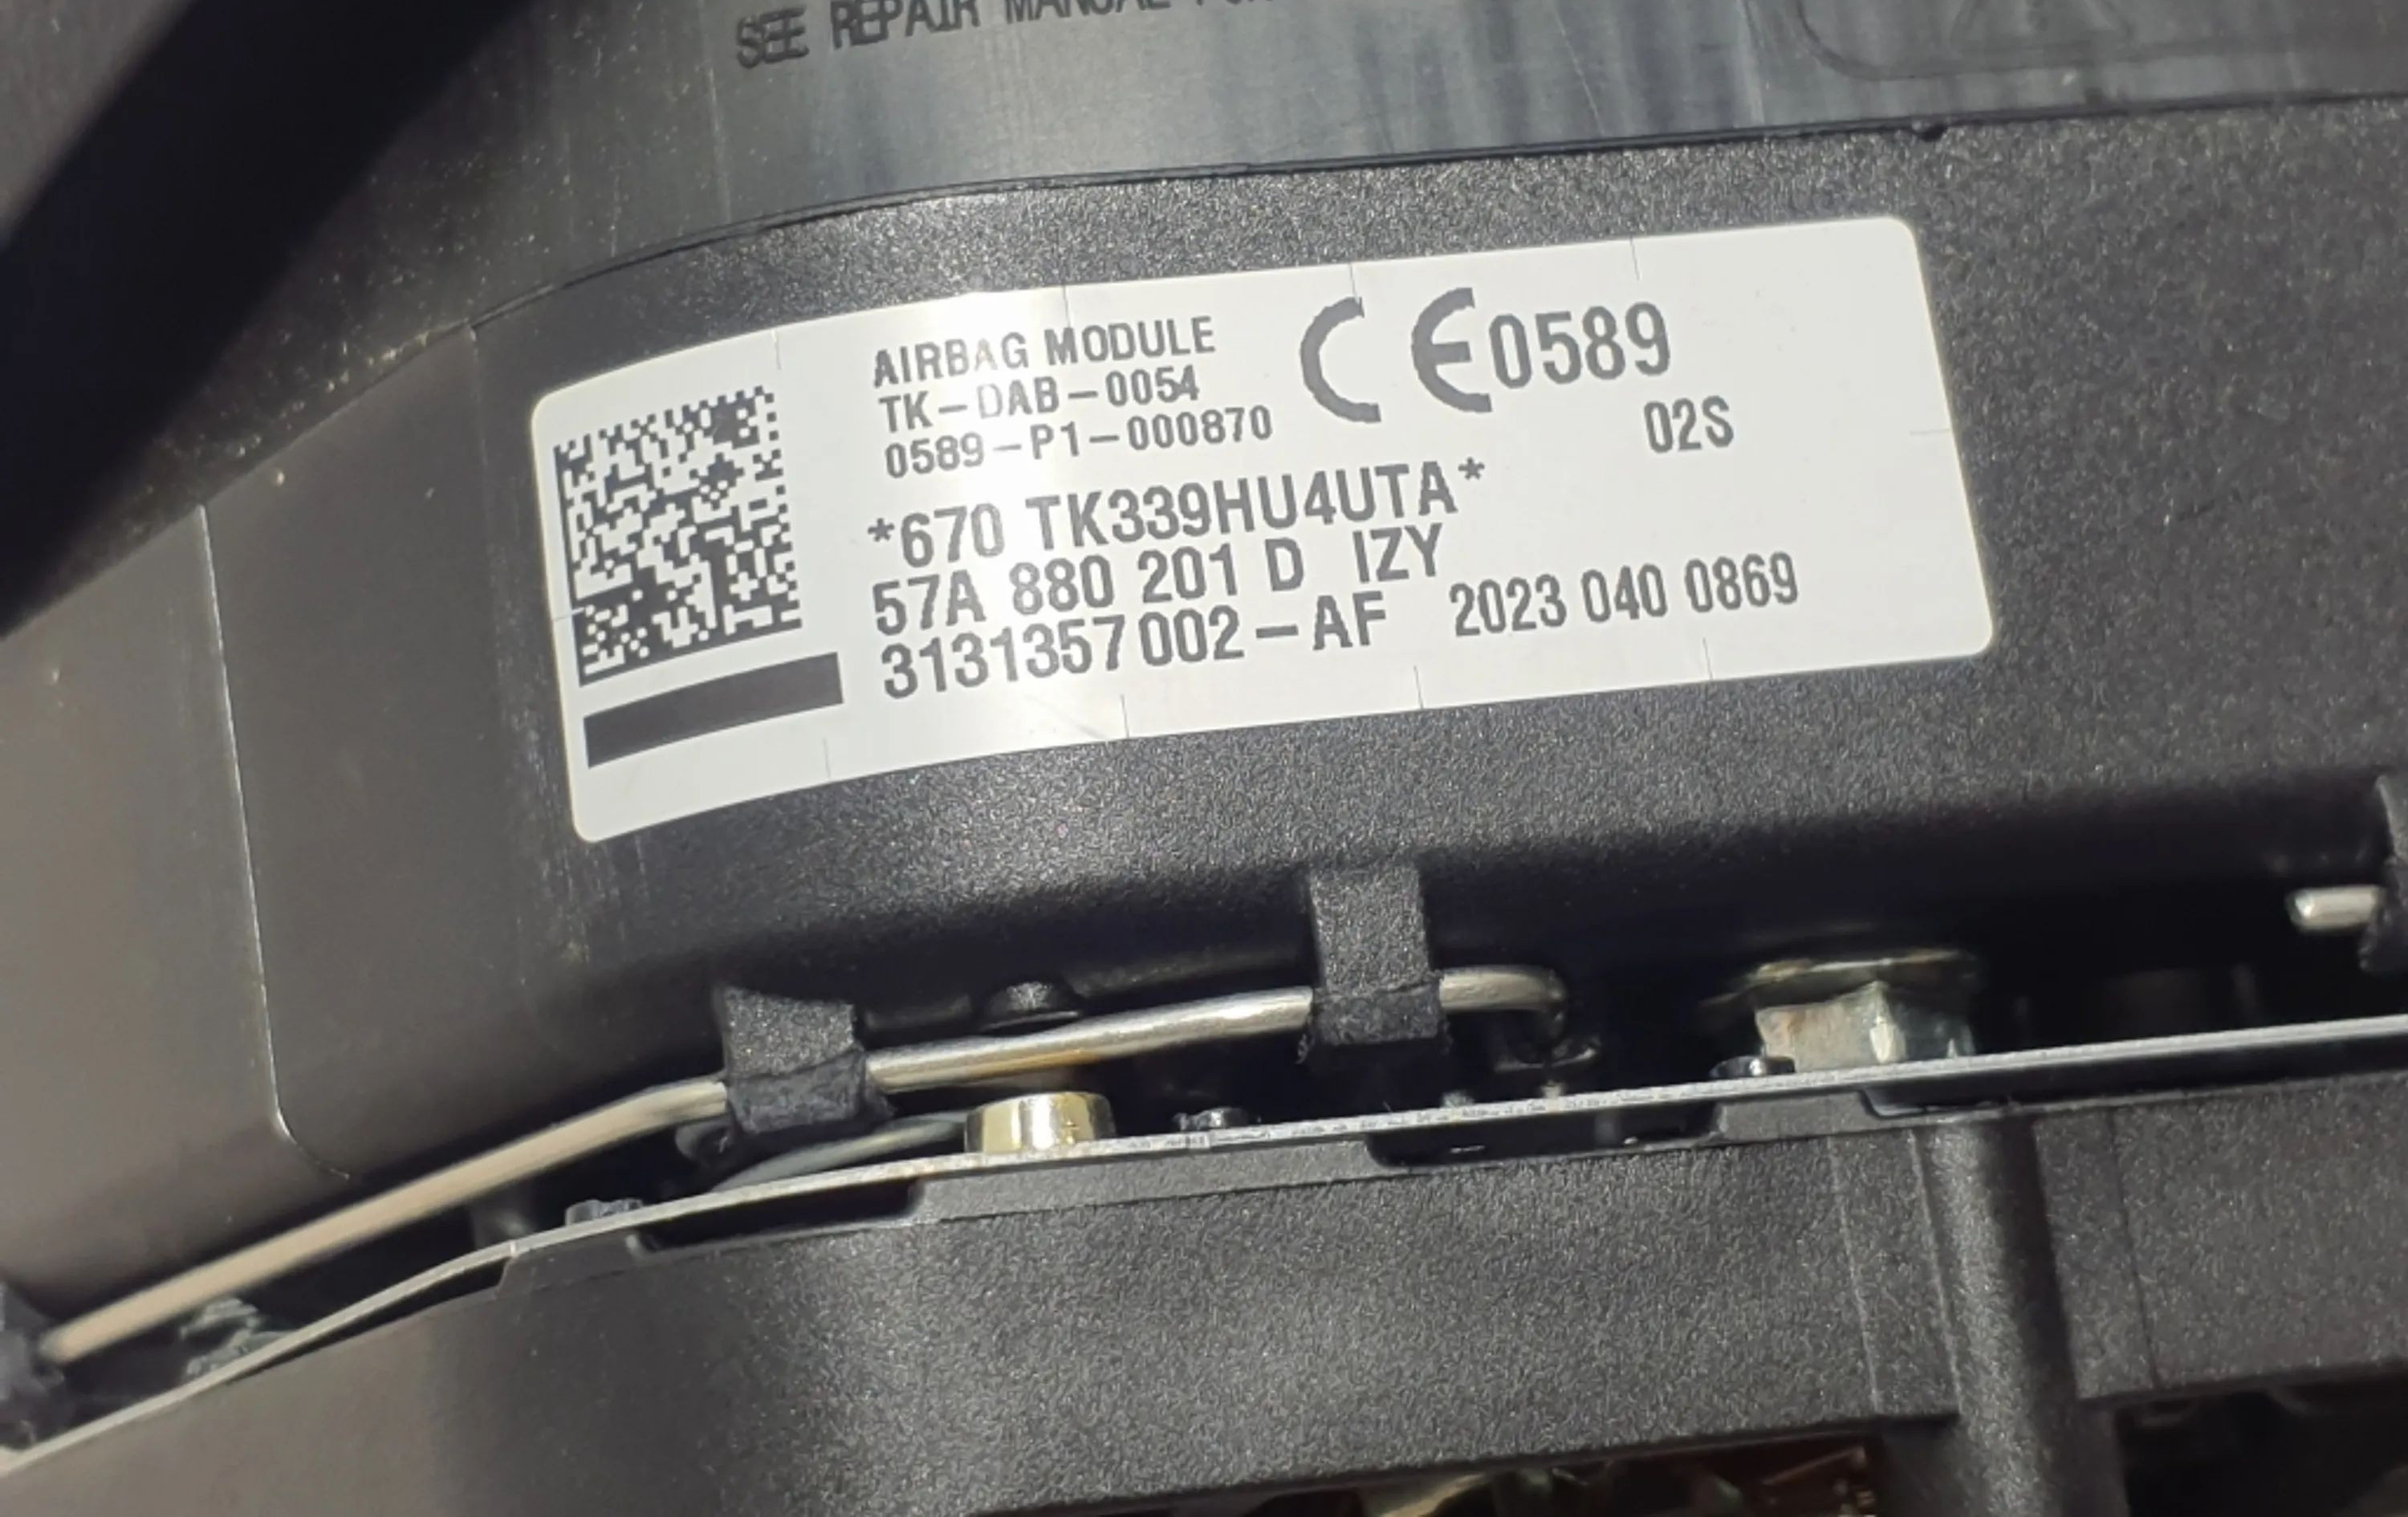 SEE REPAIR MANUAL
AIRBAG MODULE
TK-DAB-0054
0589-P1-000870
CE0589
02S
*670 TK339HU4UTA*
57A 880 201 D IZY
3131357002-AF 2023 040 0869